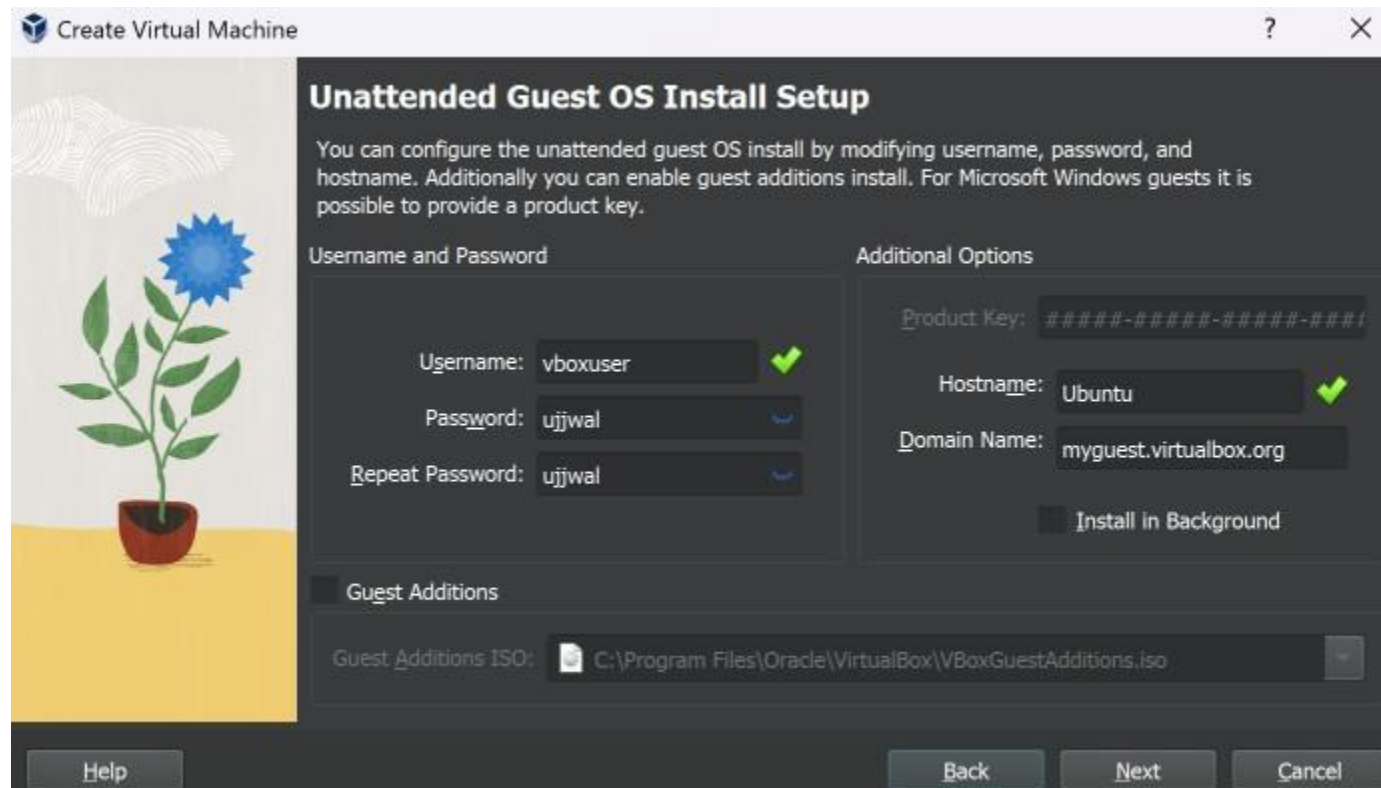 Create Virtual Machine
?
Unattended Guest OS Install Setup
You can configure the unattended guest OS install by modifying username, password, and
hostname. Additionally you can enable guest additions install. For Microsoft Windows guests it is
possible to provide a product key.
Username and Password
Username: vboxuser
Password: ujjwal
Repeat Password: ujjwal
Additional Options
Product Key: #####-#####-#####-####
Hostname: Ubuntu
Domain Name: myguest.virtualbox.org
Install in Background
Guest Additions
Guest Additions ISO: C:\Program Files\Oracle\VirtualBox\VBoxGuestAdditions.iso
Help
Back
Next
Cancel